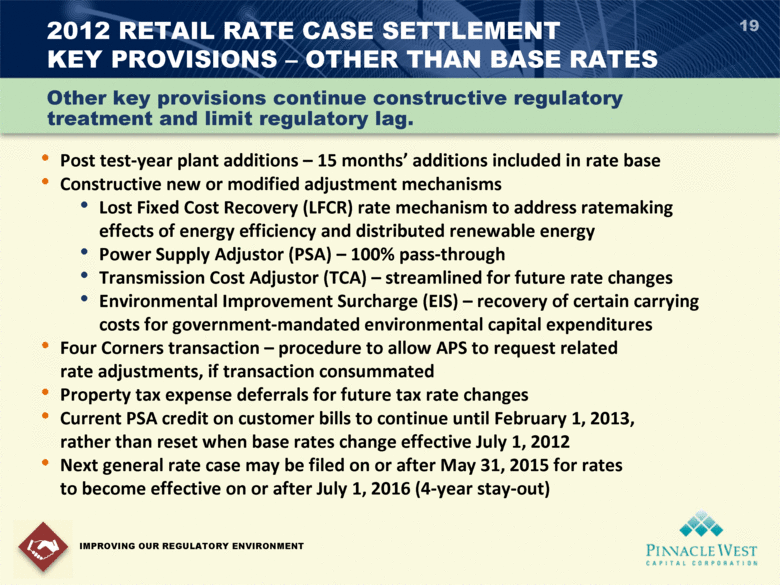 2012 RETAIL RATE CASE SETTLEMENT
KEY PROVISIONS – OTHER THAN BASE RATES
19
Other key provisions continue constructive regulatory
treatment and limit regulatory lag.
• Post test-year plant additions – 15 months' additions included in rate base
• Constructive new or modified adjustment mechanisms
• Lost Fixed Cost Recovery (LFCR) rate mechanism to address ratemaking
effects of energy efficiency and distributed renewable energy
• Power Supply Adjustor (PSA) – 100% pass-through
• Transmission Cost Adjustor (TCA) – streamlined for future rate changes
• Environmental Improvement Surcharge (EIS) – recovery of certain carrying
costs for government-mandated environmental capital expenditures
• Four Corners transaction – procedure to allow APS to request related
rate adjustments, if transaction consummated
• Property tax expense deferrals for future tax rate changes
• Current PSA credit on customer bills to continue until February 1, 2013,
rather than reset when base rates change effective July 1, 2012
• Next general rate case may be filed on or after May 31, 2015 for rates
to become effective on or after July 1, 2016 (4-year stay-out)
IMPROVING OUR REGULATORY ENVIRONMENT
PINNACLE WEST
CAPITAL CORPORATION